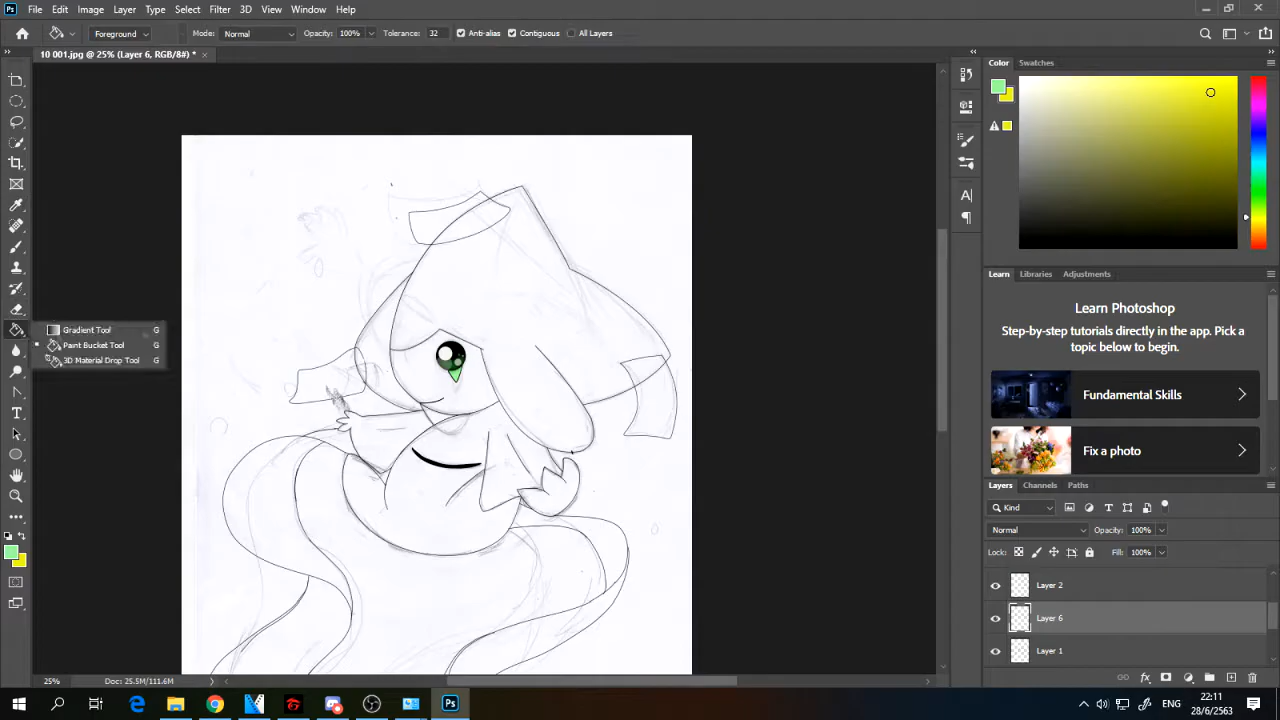 Ps File Edit Image Layer Type Select Filter 3D View Window Help
Foreground Mode: Normal Opacity: 100% Tolerance: 32 Anti-alias Contiguous All Layers
10 001.jpg @ 25% (Layer 6, RGB/8#) * ×
Color Swatches
Gradient Tool G
Paint Bucket Tool G
3D Material Drop Tool G
Learn Libraries Adjustments
Learn Photoshop
Step-by-step tutorials directly in the app. Pick a
topic below to begin.
Fundamental Skills
Fix a photo
Layers Channels Paths
Kind
Normal Opacity: 100%
Lock: Fill: 100%
Layer 2
Layer 6
Layer 1
25% Doc: 25.5M/111.6M
Ps
22:11
28/6/2563